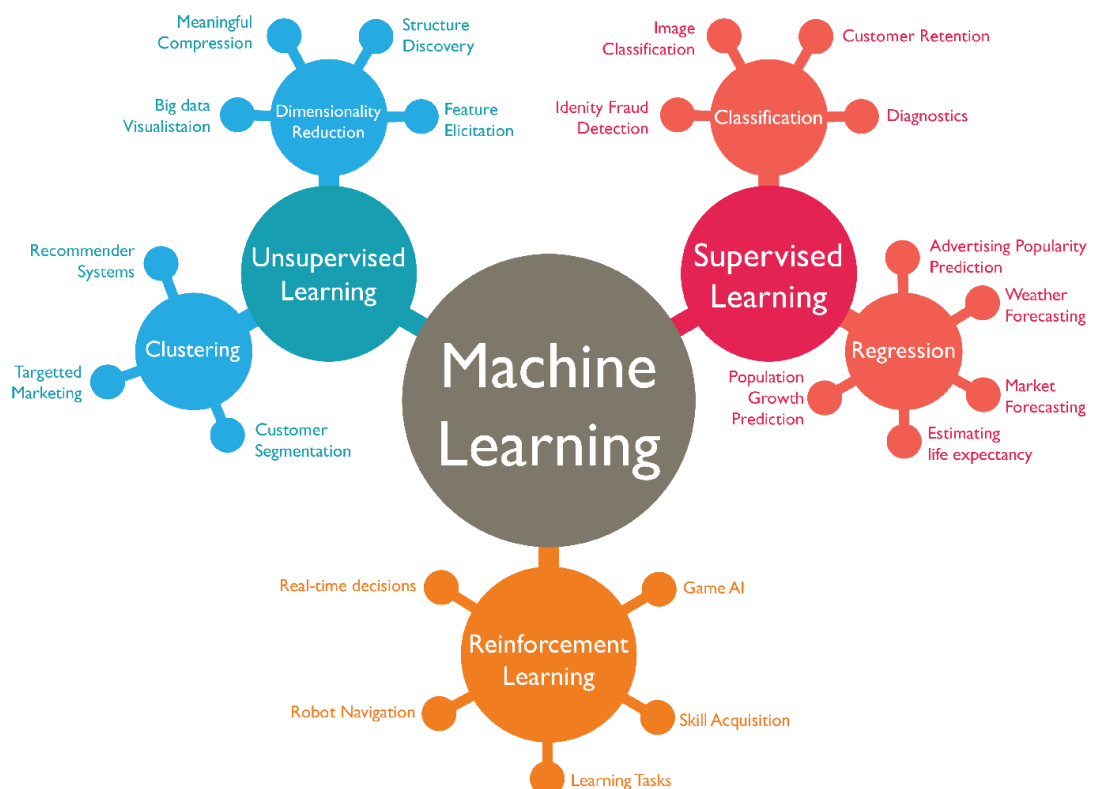 Meaningful
Compression
Structure
Discovery
Big data
Visualistaion
Dimensionality
Reduction
Feature
Elicitation
Image
Classification
Customer Retention
Idenity Fraud
Detection
Classification
Diagnostics
Unsupervised
Learning
Supervised
Learning
Recommender
Systems
Clustering
Targetted
Marketing
Customer
Segmentation
Machine
Learning
Advertising Popularity
Prediction
Weather
Forecasting
Regression
Population
Growth
Prediction
Market
Forecasting
Estimating
life expectancy
Real-time decisions
Game AI
Reinforcement
Learning
Robot Navigation
Skill Acquisition
Learning Tasks